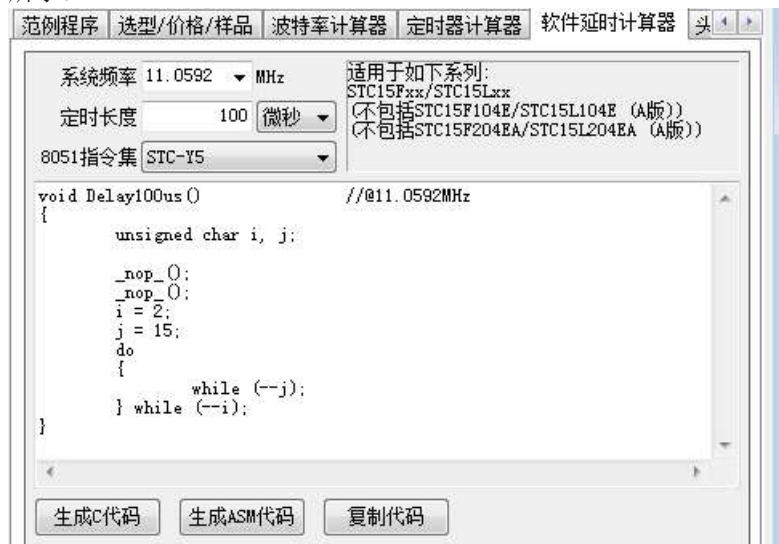 范例程序 选型/价格/样品 波特率计算器 定时器计算器 软件延时计算器 头
系统频率 11.0592 MHz
定时长度 100 微秒
8051指令集 STC-Y5
适用于如下系列:
STC15Fxx/STC15Lxx
(不包括STC15F104E/STC15L104E (A版))
(不包括STC15F204EA/STC15L204EA (A版))
void Delay100us() //@11.0592MHz
{
unsigned char i, j;
_nop_();
_nop_();
i = 2;
j = 15;
do
{
while (--j);
} while (--i);
}
生成C代码 生成ASM代码 复制代码